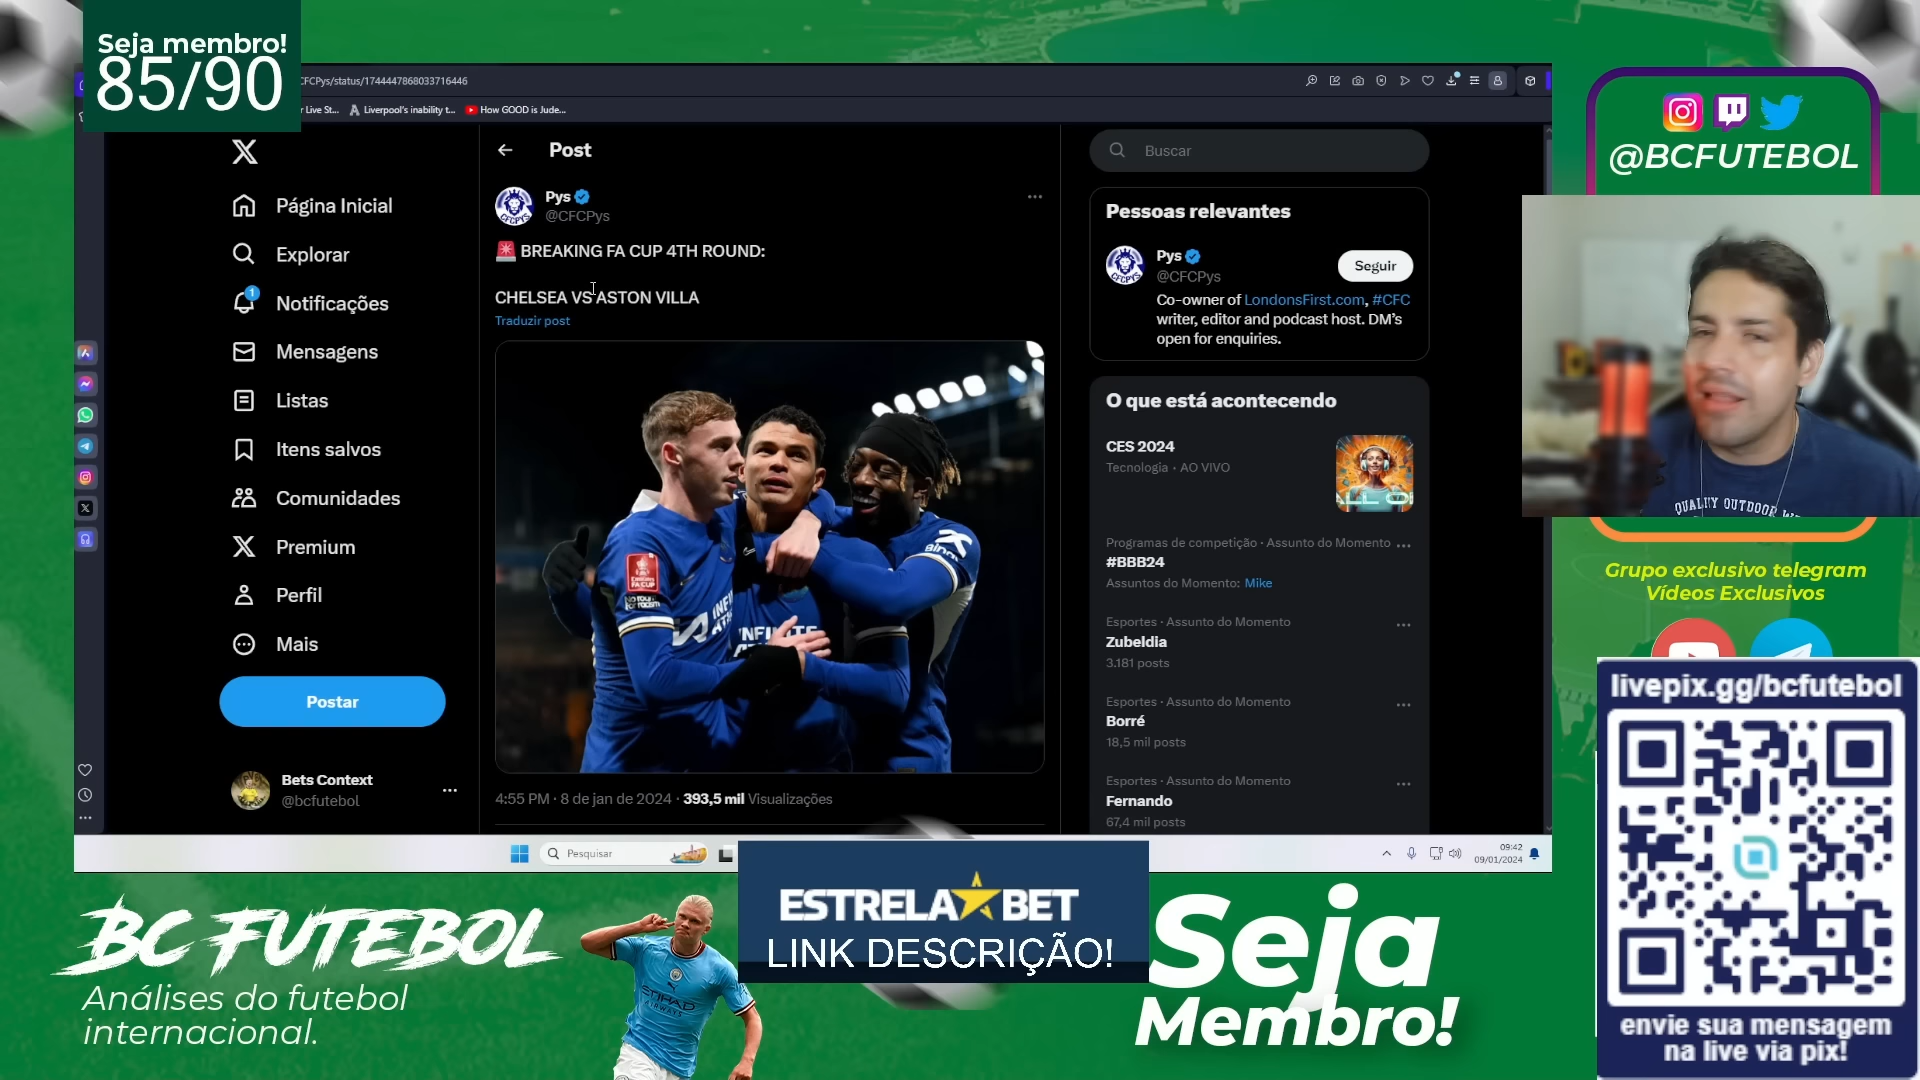 Seja membro!
85/90
CFCPys/status/1744447868033716446
r Live St...
Liverpool's inability t...
How GOOD is Jude...
@BCFUTEBOL
X
Página Inicial
Explorar
1
Notificações
Mensagens
Listas
Itens salvos
Comunidades
Premium
Perfil
Mais
Postar
Bets Context
@bcfutebol
Post
Pys
@CFCPys
BREAKING FA CUP 4TH ROUND:
CHELSEA VS ASTON VILLA
Traduzir post
4:55 PM · 8 de jan de 2024 · 393,5 mil Visualizações
Buscar
Pessoas relevantes
Pys
@CFCPys
Seguir
Co-owner of LondonsFirst.com, #CFC
writer, editor and podcast host. DM's
open for enquiries.
O que está acontecendo
CES 2024
Tecnologia · AO VIVO
Programas de competição · Assunto do Momento
#BBB24
Assuntos do Momento: Mike
Esportes · Assunto do Momento
Zubeldia
3.181 posts
Esportes · Assunto do Momento
Borré
18,5 mil posts
Esportes · Assunto do Momento
Fernando
67,4 mil posts
QUALITY OUTDOOR
Grupo exclusivo telegram
Vídeos Exclusivos
livepix.gg/bcfutebol
envie sua mensagem
na live via pix!
Pesquisar
09:42
09/01/2024
BC FUTEBOL
Análises do futebol
internacional.
ETIHAD
ESTRELA BET
LINK DESCRIÇÃO!
Seja
Membro!